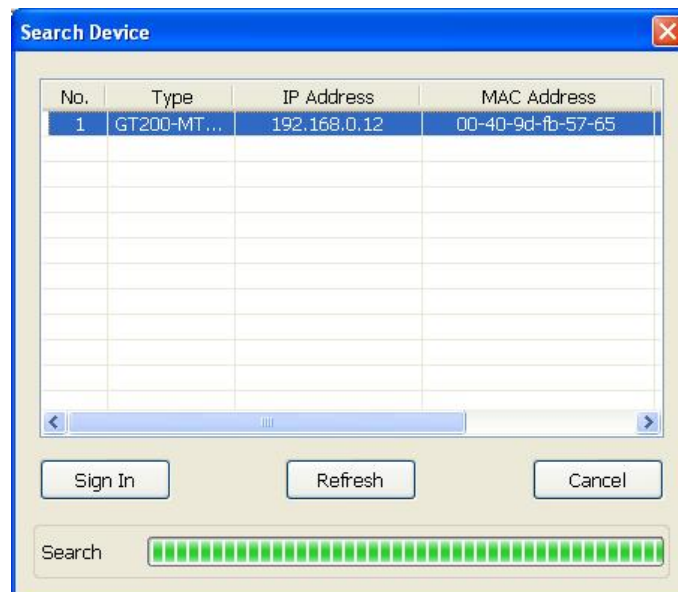 Search Device
No. Type IP Address MAC Address
1 GT200-MT... 192.168.0.12 00-40-9d-fb-57-65
Sign In Refresh Cancel
Search